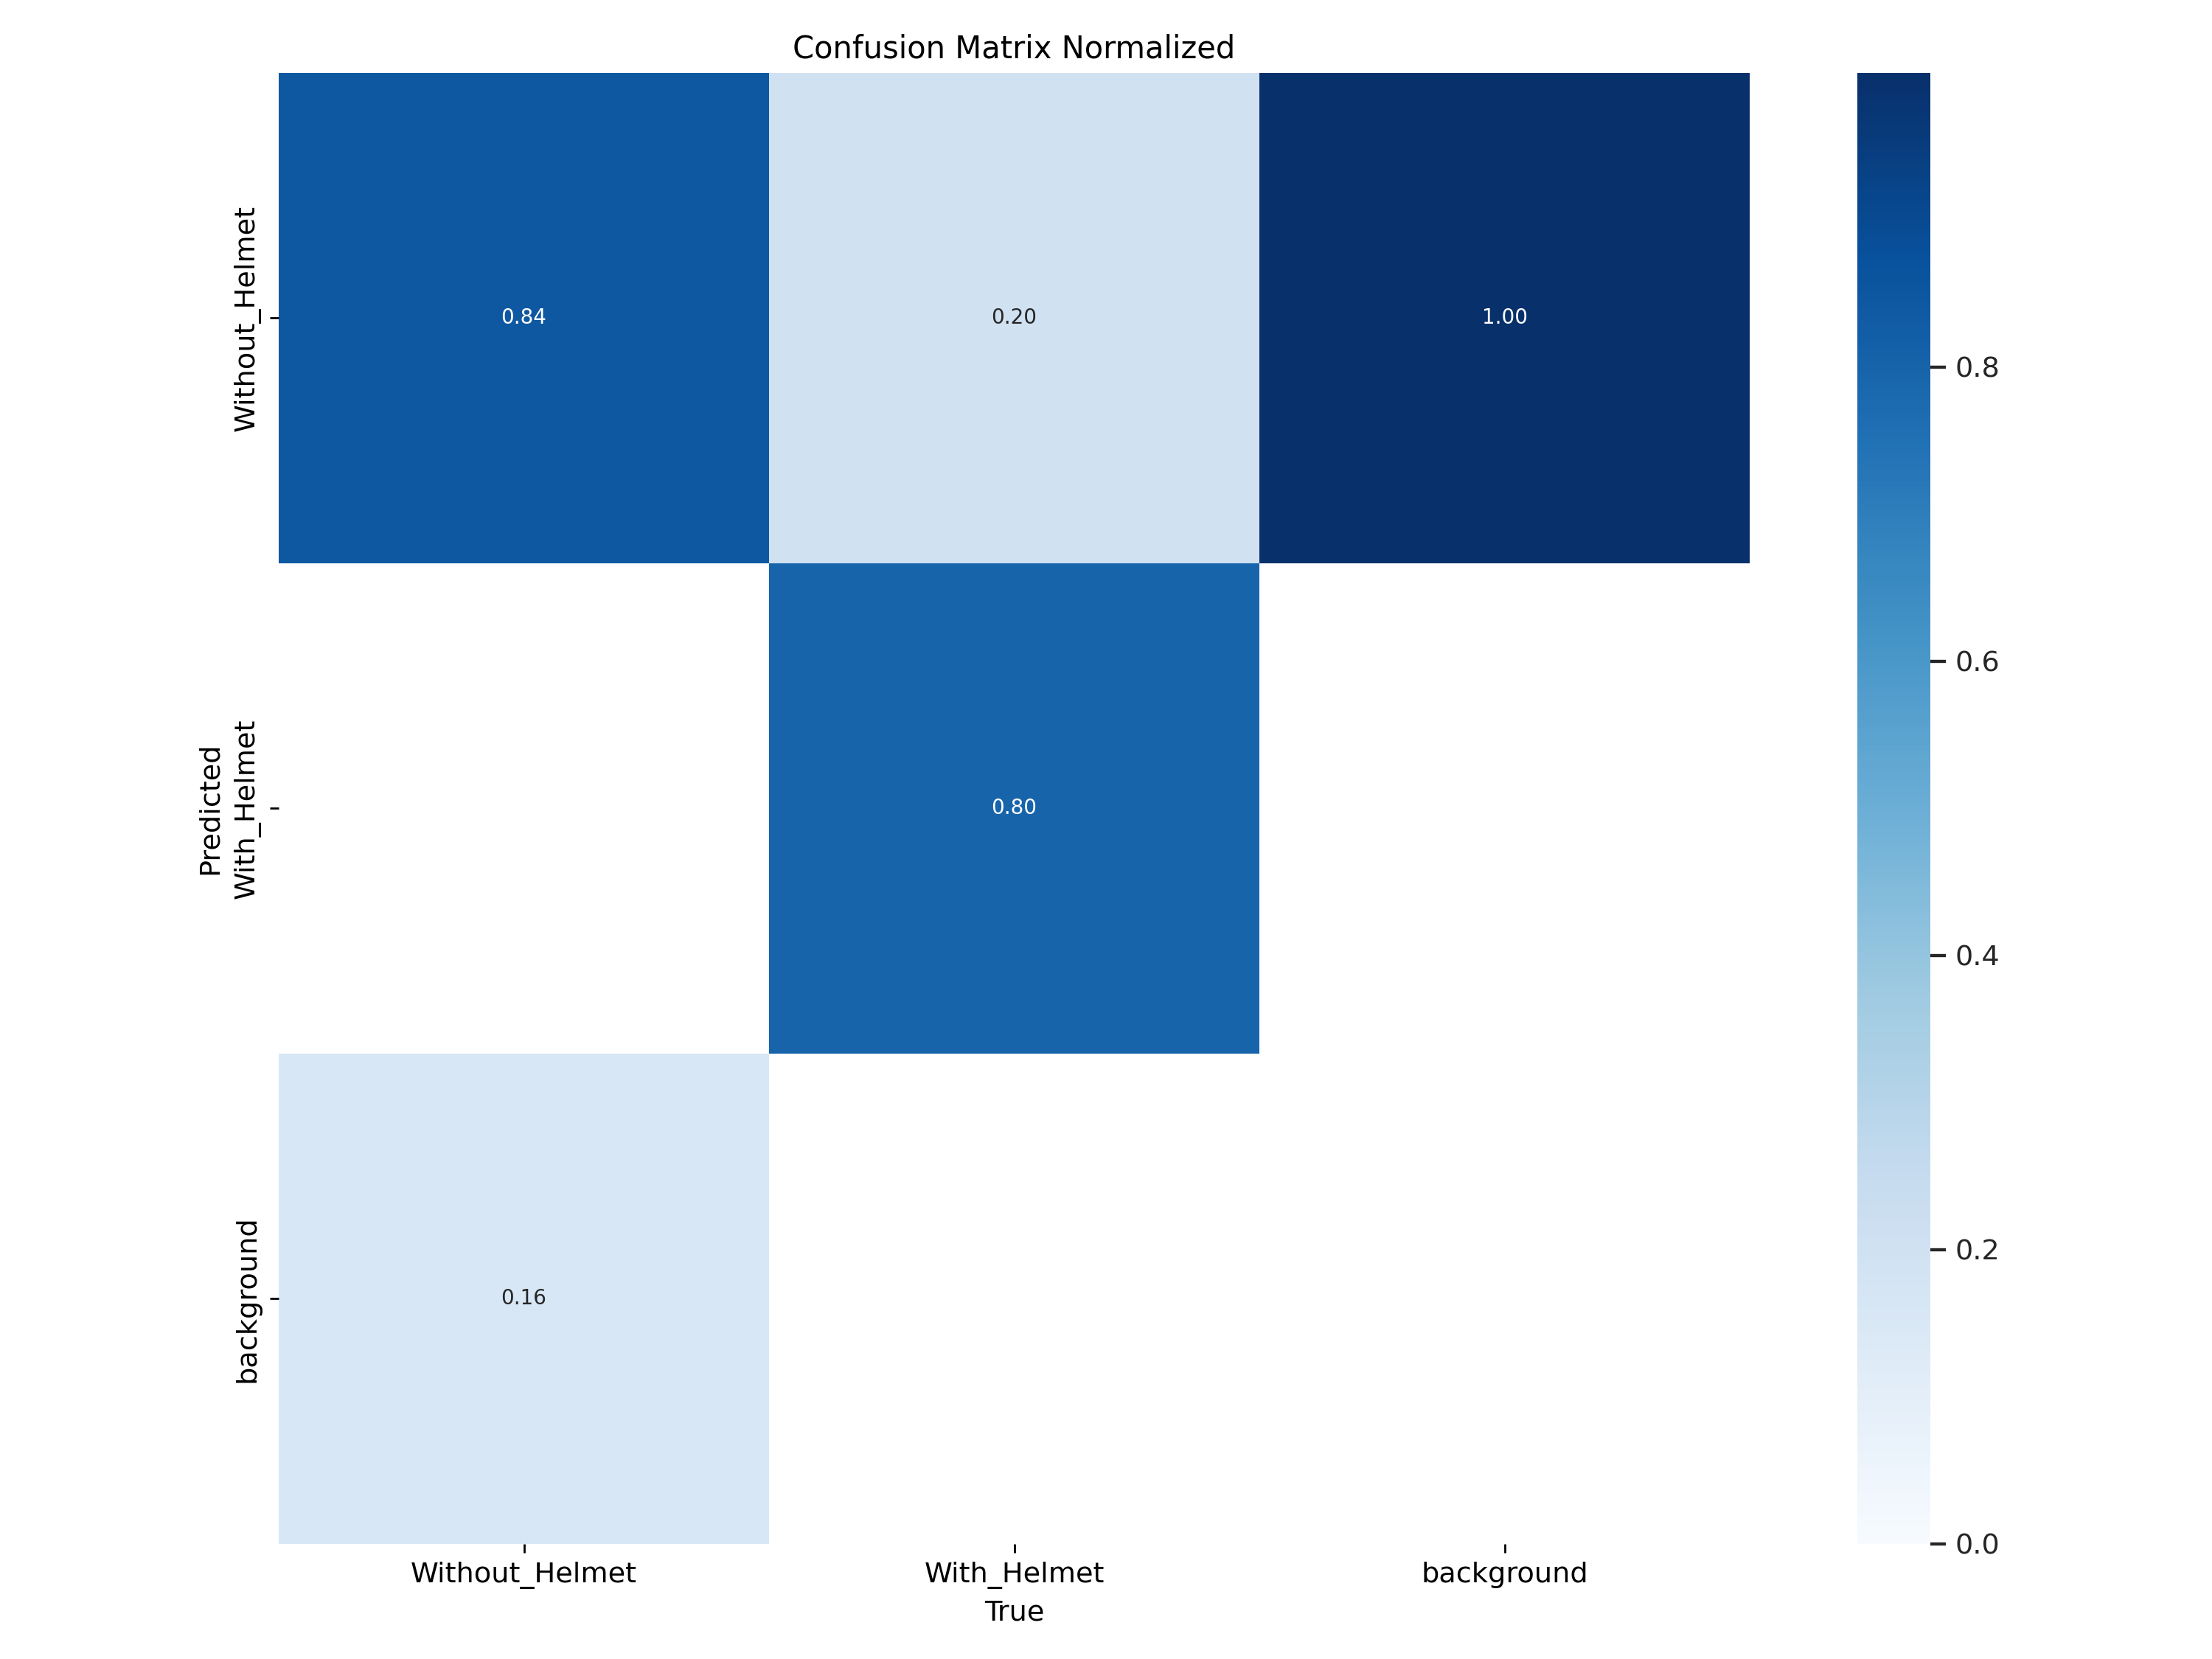 Confusion Matrix Normalized
Without_Helmet
0.84
0.20
1.00
Predicted
With_Helmet
0.80
background
0.16
Without_Helmet
With_Helmet
background
True
0.8
0.6
0.4
0.2
0.0